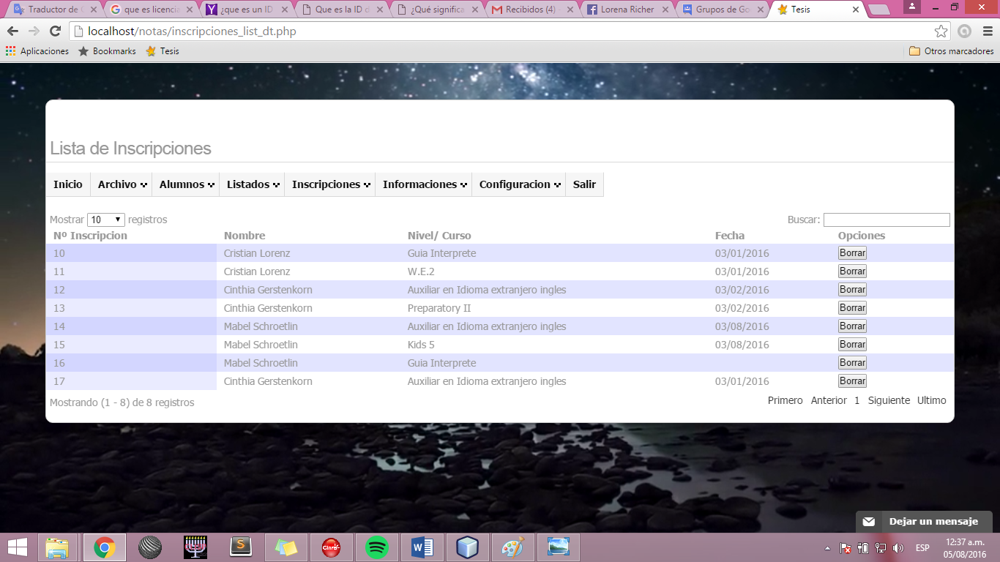 Traductor de G
que es licencie
¿que es un ID
Que es la ID d
¿Qué significa
Recibidos (4) -
Lorena Richer
Grupos de Go
Tesis
localhost/notas/inscripciones_list_dt.php
Aplicaciones Bookmarks Tesis Otros marcadores
Lista de Inscripciones
Inicio Archivo Alumnos Listados Inscripciones Informaciones Configuracion Salir
Mostrar 10 registros Buscar:
Nº Inscripcion Nombre Nivel/ Curso Fecha Opciones
10 Cristian Lorenz Guia Interprete 03/01/2016 Borrar
11 Cristian Lorenz W.E.2 03/01/2016 Borrar
12 Cinthia Gerstenkorn Auxiliar en Idioma extranjero ingles 03/02/2016 Borrar
13 Cinthia Gerstenkorn Preparatory II 03/02/2016 Borrar
14 Mabel Schroetlin Auxiliar en Idioma extranjero ingles 03/08/2016 Borrar
15 Mabel Schroetlin Kids 5 03/08/2016 Borrar
16 Mabel Schroetlin Guia Interprete Borrar
17 Cinthia Gerstenkorn Auxiliar en Idioma extranjero ingles 03/01/2016 Borrar
Mostrando (1 - 8) de 8 registros Primero Anterior 1 Siguiente Ultimo
Dejar un mensaje
ESP 12:37 a.m.
05/08/2016